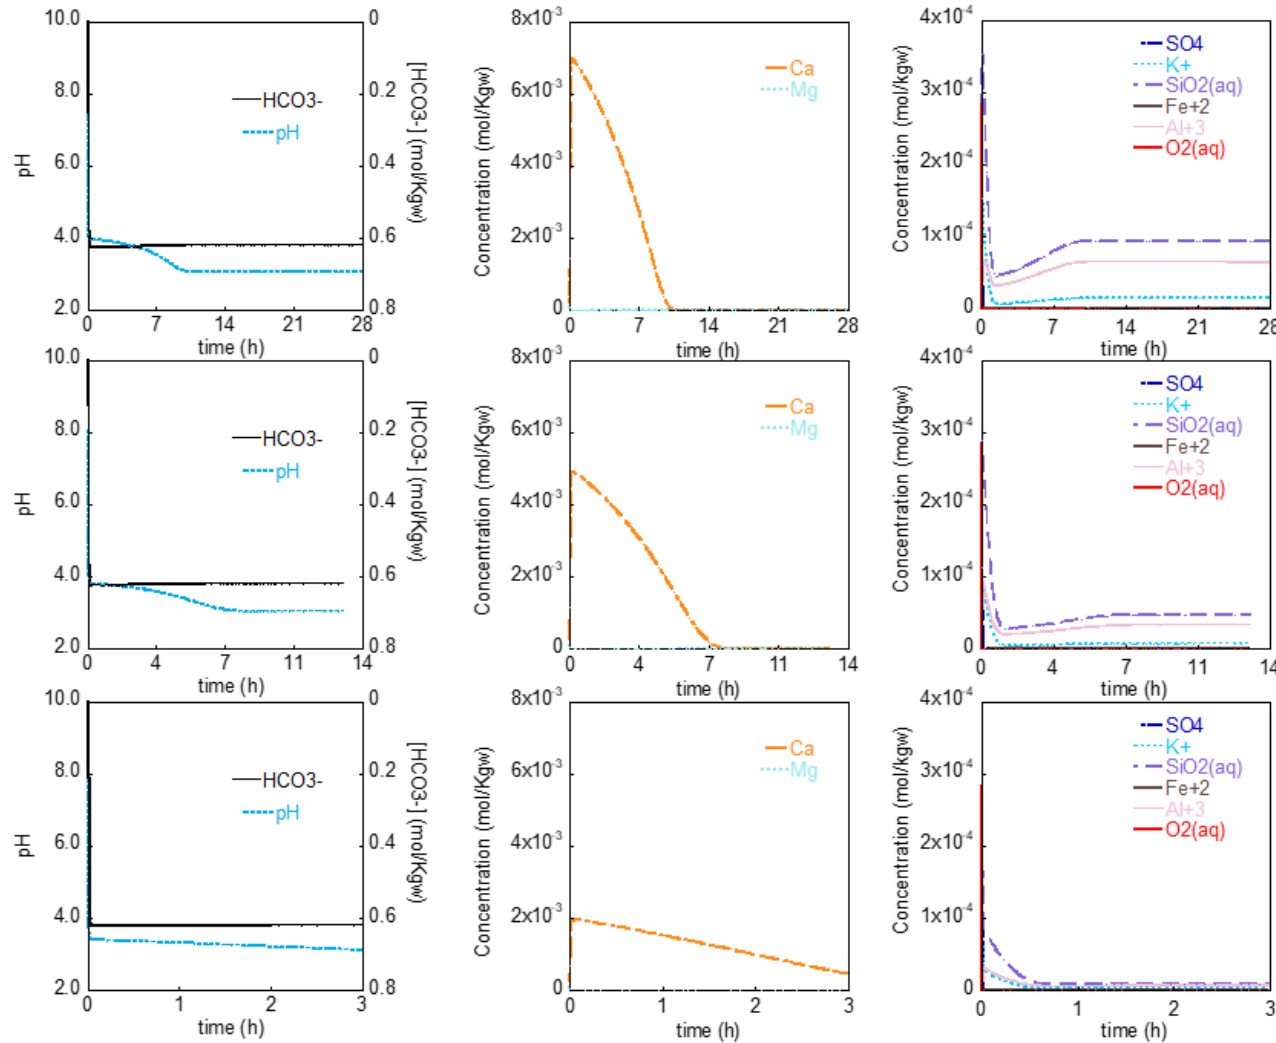 10.0
8.0
6.0
4.0
2.0
pH
0
0.2
0.4
0.6
0.8
[HCO3-] (mol/Kgw)
HCO3-
pH
0 7 14 21 28
time (h)
8x10-3
6x10-3
4x10-3
2x10-3
0
Concentration (mol/Kgw)
Ca
Mg
0 7 14 21 28
time (h)
4x10-4
3x10-4
2x10-4
1x10-4
0
Concentration (mol/kgw)
SO4
K+
SiO2(aq)
Fe+2
Al+3
O2(aq)
0 7 14 21 28
time (h)
10.0
8.0
6.0
4.0
2.0
pH
0
0.2
0.4
0.6
0.8
[HCO3-] (mol/Kgw)
HCO3-
pH
0 4 7 11 14
time (h)
8x10-3
6x10-3
4x10-3
2x10-3
0
Concentration (mol/Kgw)
Ca
Mg
0 4 7 11 14
time (h)
4x10-4
3x10-4
2x10-4
1x10-4
0
Concentration (mol/kgw)
SO4
K+
SiO2(aq)
Fe+2
Al+3
O2(aq)
0 4 7 11 14
time (h)
10.0
8.0
6.0
4.0
2.0
pH
0
0.2
0.4
0.6
0.8
[HCO3-] (mol/Kgw)
HCO3-
pH
0 1 2 3
time (h)
8x10-3
6x10-3
4x10-3
2x10-3
0
Concentration (mol/Kgw)
Ca
Mg
0 1 2 3
time (h)
4x10-4
3x10-4
2x10-4
1x10-4
0
Concentration (mol/kgw)
SO4
K+
SiO2(aq)
Fe+2
Al+3
O2(aq)
0 1 2 3
time (h)